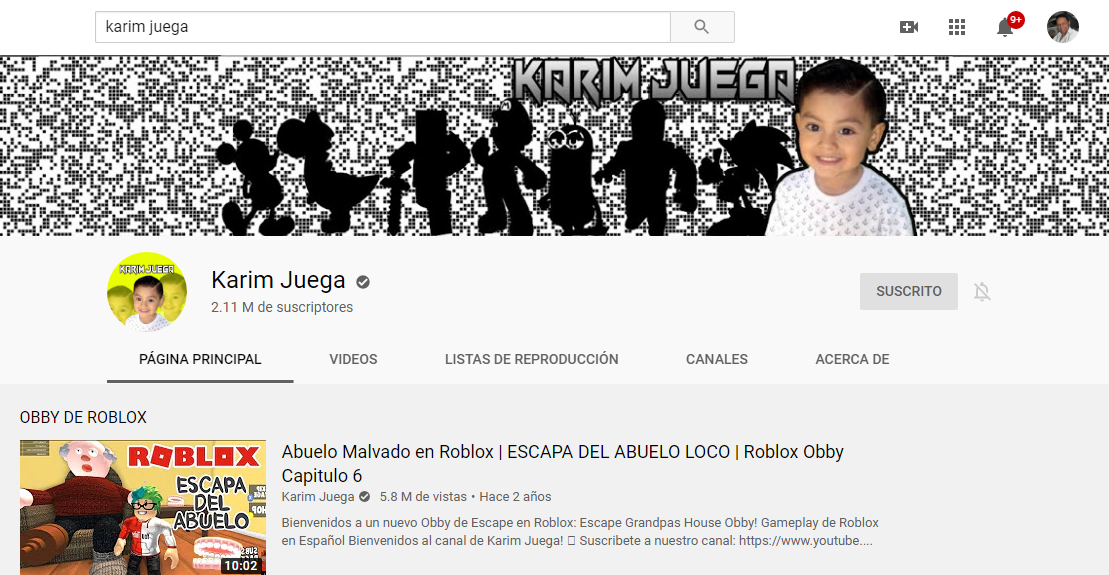 karim juega
9+
KARIM JUEGA
KARIM JUEGA
Karim Juega
2.11 M de suscriptores
SUSCRITO
PÁGINA PRINCIPAL
VIDEOS
LISTAS DE REPRODUCCIÓN
CANALES
ACERCA DE
OBBY DE ROBLOX
ROBLOX
ESCAPA
DEL
ABUELO
10:02
Abuelo Malvado en Roblox | ESCAPA DEL ABUELO LOCO | Roblox Obby
Capitulo 6
Karim Juega 5.8 M de vistas • Hace 2 años
Bienvenidos a un nuevo Obby de Escape en Roblox: Escape Grandpas House Obby! Gameplay de Roblox
en Español Bienvenidos al canal de Karim Juega! Suscribete a nuestro canal: https://www.youtube....